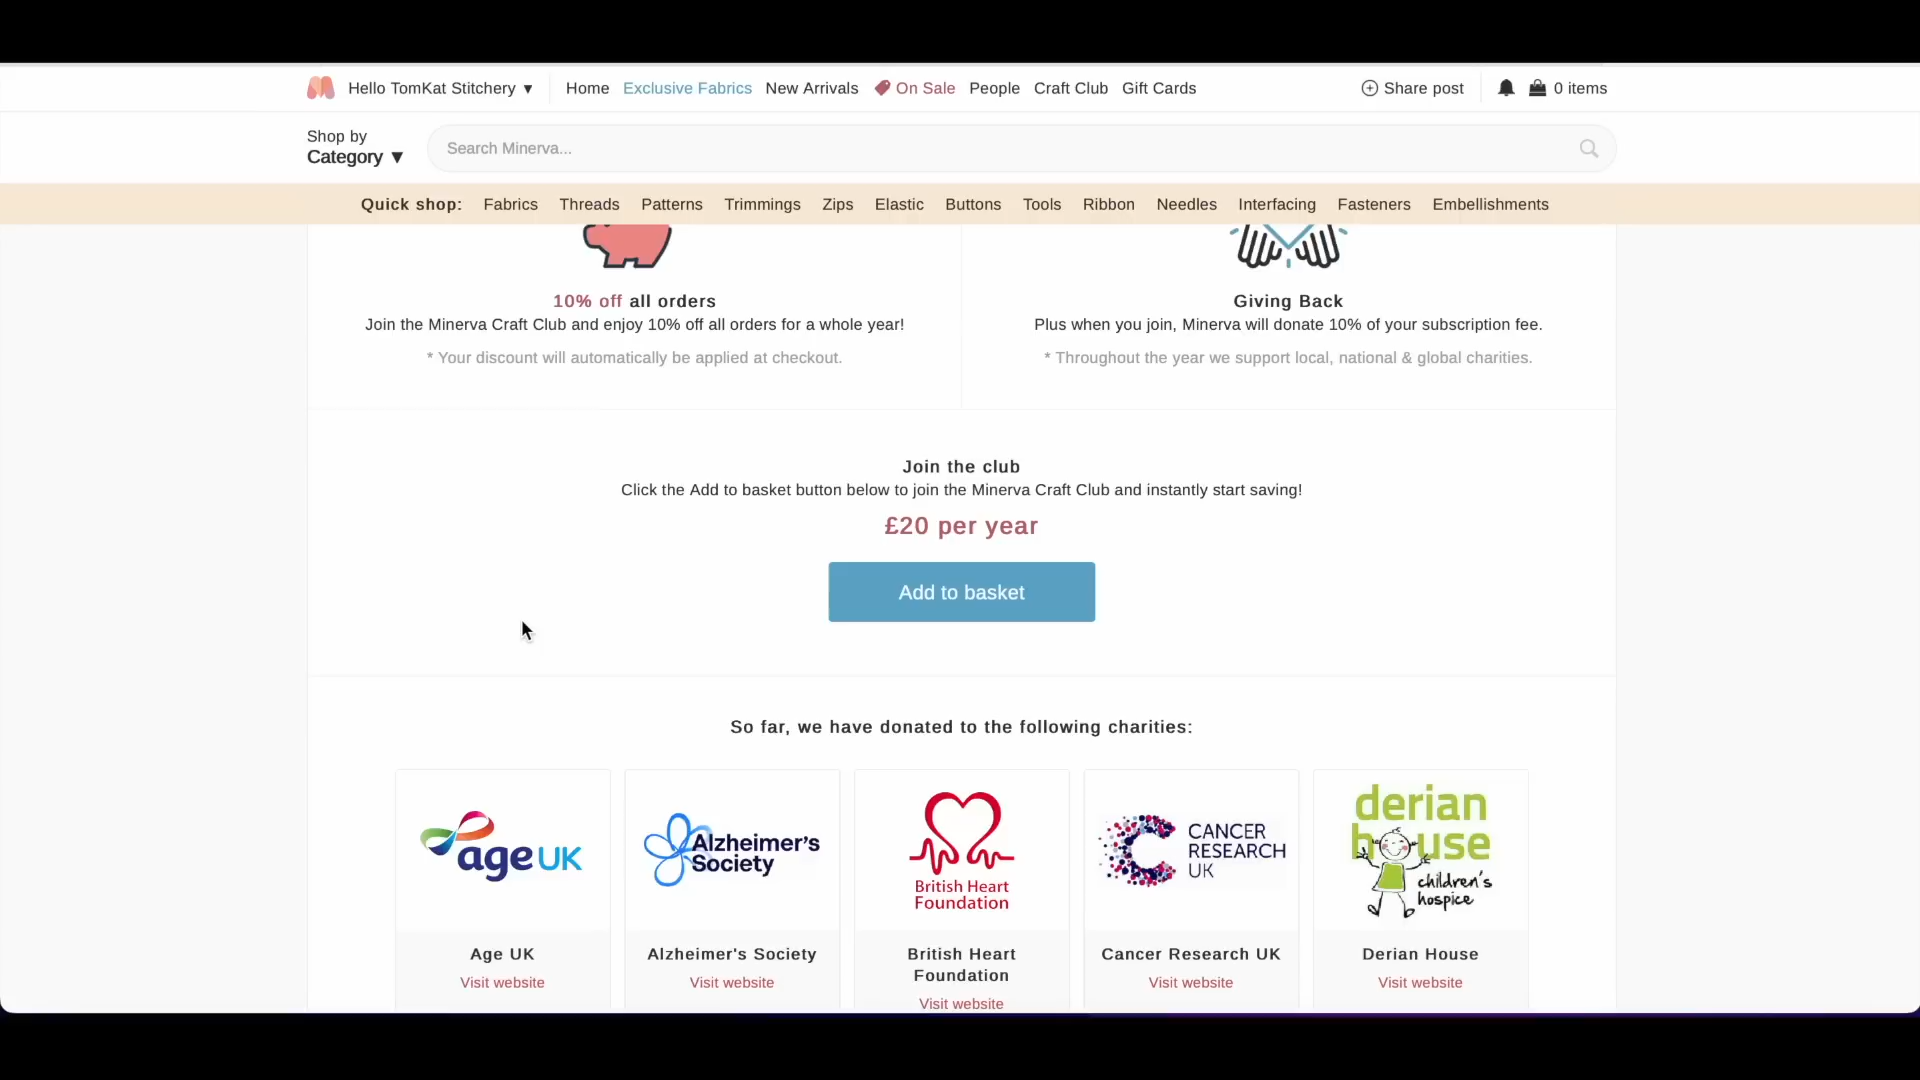 Hello TomKat Stitchery ▼ Home Exclusive Fabrics New Arrivals On Sale People Craft Club Gift Cards Share post 0 items
Shop by
Category ▼
Search Minerva...
Quick shop: Fabrics Threads Patterns Trimmings Zips Elastic Buttons Tools Ribbon Needles Interfacing Fasteners Embellishments
10% off all orders
Join the Minerva Craft Club and enjoy 10% off all orders for a whole year!
* Your discount will automatically be applied at checkout.
Giving Back
Plus when you join, Minerva will donate 10% of your subscription fee.
* Throughout the year we support local, national & global charities.
Join the club
Click the Add to basket button below to join the Minerva Craft Club and instantly start saving!
£20 per year
Add to basket
So far, we have donated to the following charities:
age UK
Age UK
Visit website
Alzheimer's
Society
Alzheimer's Society
Visit website
British Heart
Foundation
British Heart
Foundation
Visit website
CANCER
RESEARCH
UK
Cancer Research UK
Visit website
derian
house
children's
hospice
Derian House
Visit website